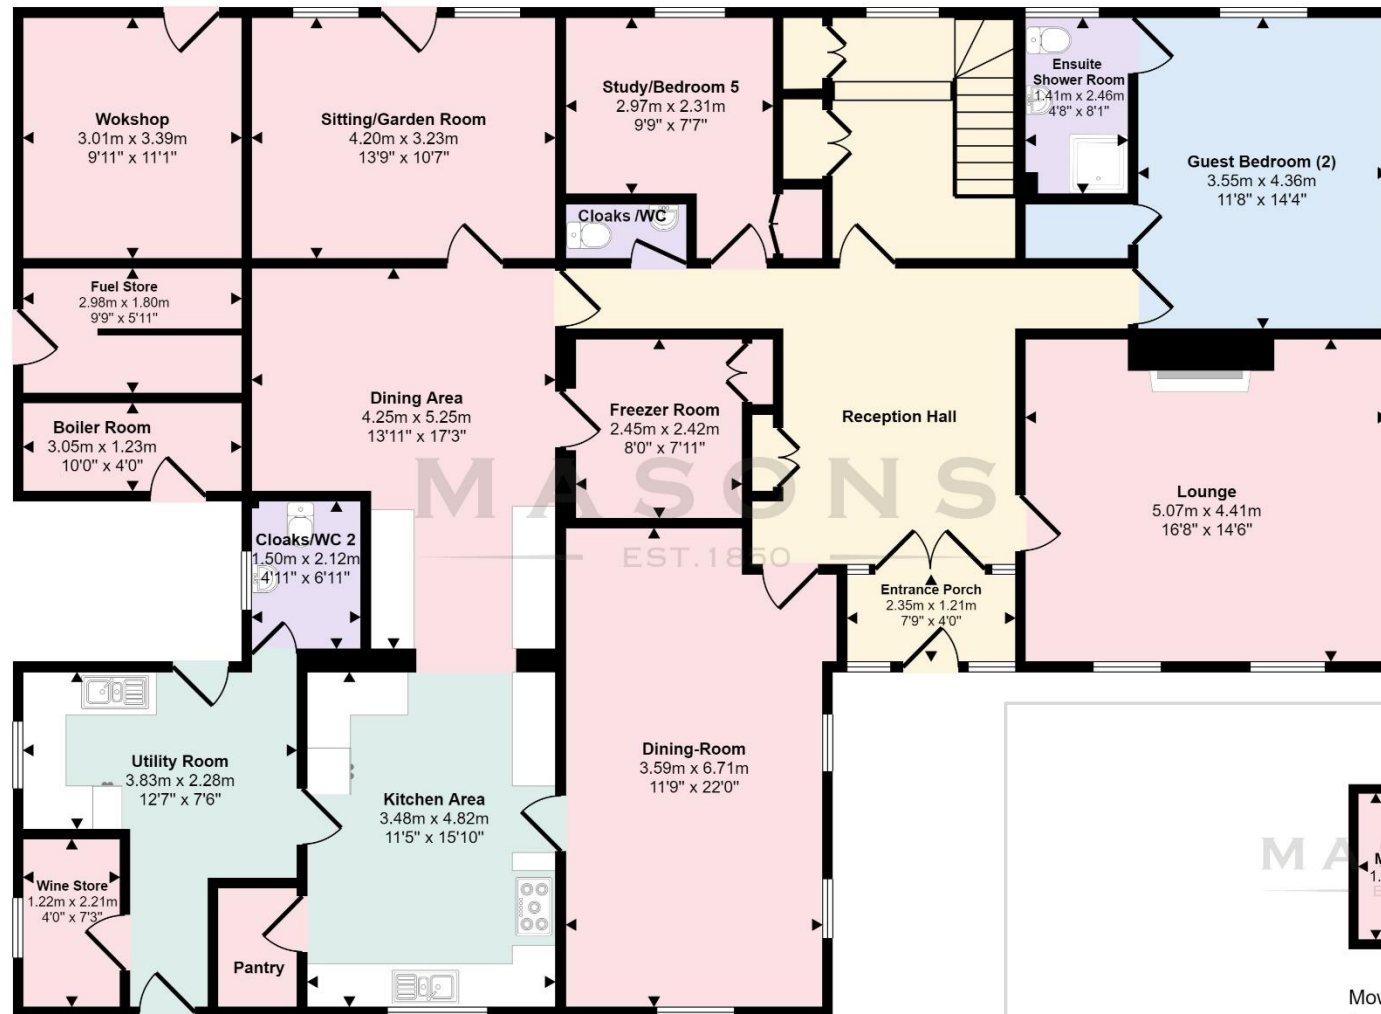 Wokshop
3.01m x 3.39m
9'11" x 11'1"
Sitting/Garden Room
4.20m x 3.23m
13'9" x 10'7"
Study/Bedroom 5
2.97m x 2.31m
9'9" x 7'7"
Ensuite
Shower Room
1.41m x 2.46m
4'8" x 8'1"
Guest Bedroom (2)
3.55m x 4.36m
11'8" x 14'4"
Cloaks /WC
Fuel Store
2.98m x 1.80m
9'9" x 5'11"
Dining Area
4.25m x 5.25m
13'11" x 17'3"
Freezer Room
2.45m x 2.42m
8'0" x 7'11"
Reception Hall
Boiler Room
3.05m x 1.23m
10'0" x 4'0"
MASONS
EST.1850
Lounge
5.07m x 4.41m
16'8" x 14'6"
Cloaks/WC 2
1.50m x 2.12m
4'11" x 6'11"
Entrance Porch
2.35m x 1.21m
7'9" x 4'0"
Utility Room
3.83m x 2.28m
12'7" x 7'6"
Kitchen Area
3.48m x 4.82m
11'5" x 15'10"
Dining-Room
3.59m x 6.71m
11'9" x 22'0"
Wine Store
1.22m x 2.21m
4'0" x 7'3"
Pantry
M A
M
1.
Mov